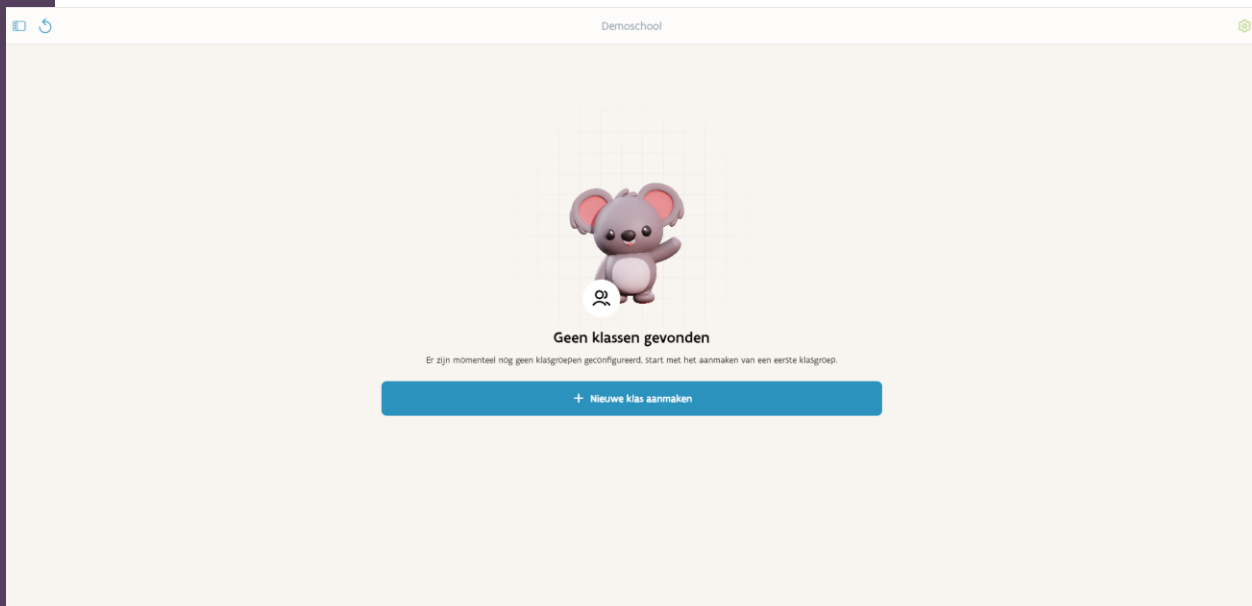 Demoschool
Geen klassen gevonden
Er zijn momenteel nog geen klasgroepen geconfigureerd, start met het aanmaken van een eerste klasgroep.
+ Nieuwe klas aanmaken